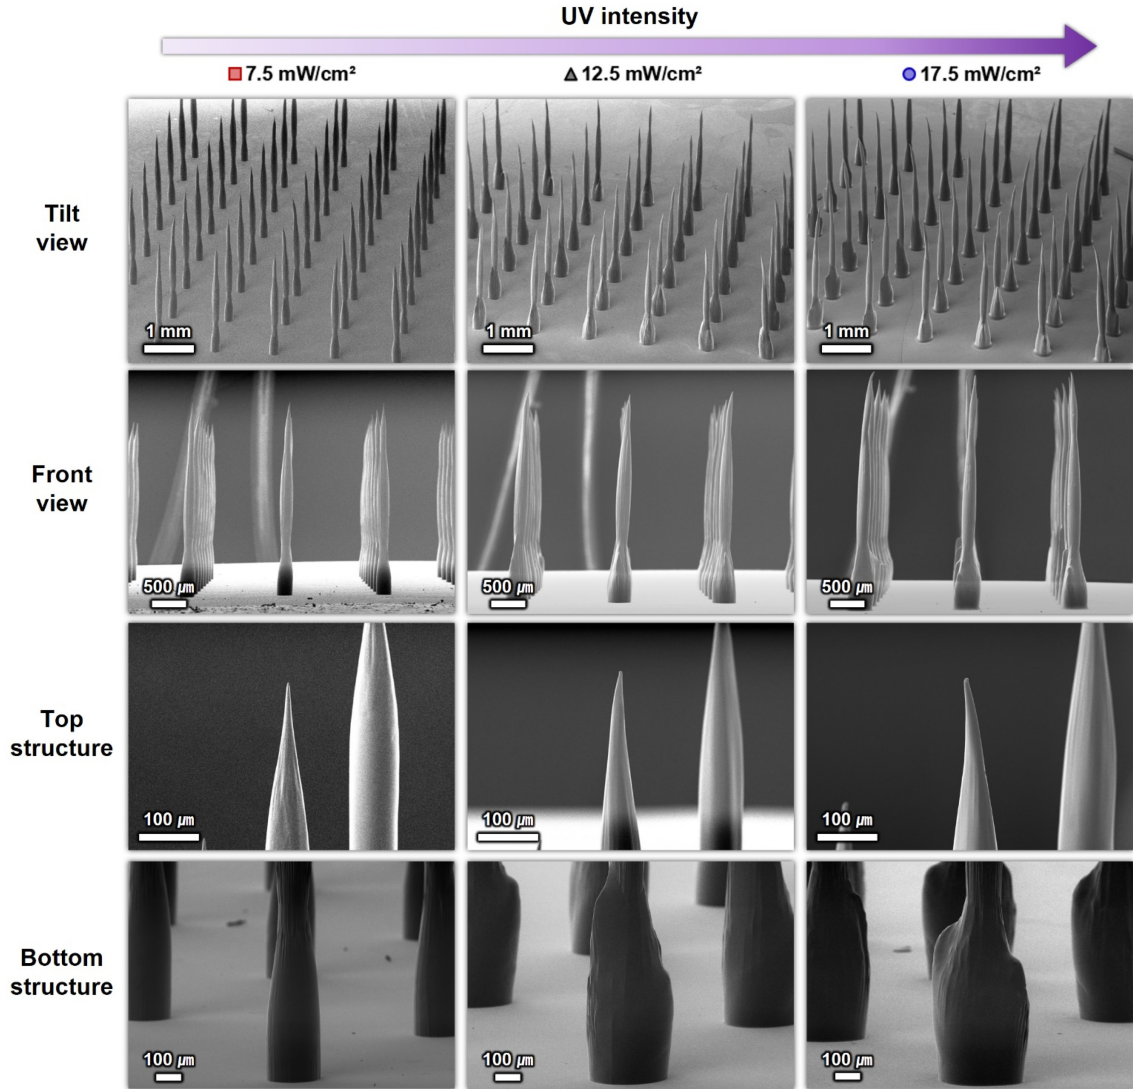 UV intensity
7.5 mW/cm²
12.5 mW/cm²
17.5 mW/cm²
Tilt
view
1 mm
1 mm
1 mm
Front
view
500 μm
500 μm
500 μm
Top
structure
100 μm
100 μm
100 μm
Bottom
structure
100 μm
100 μm
100 μm